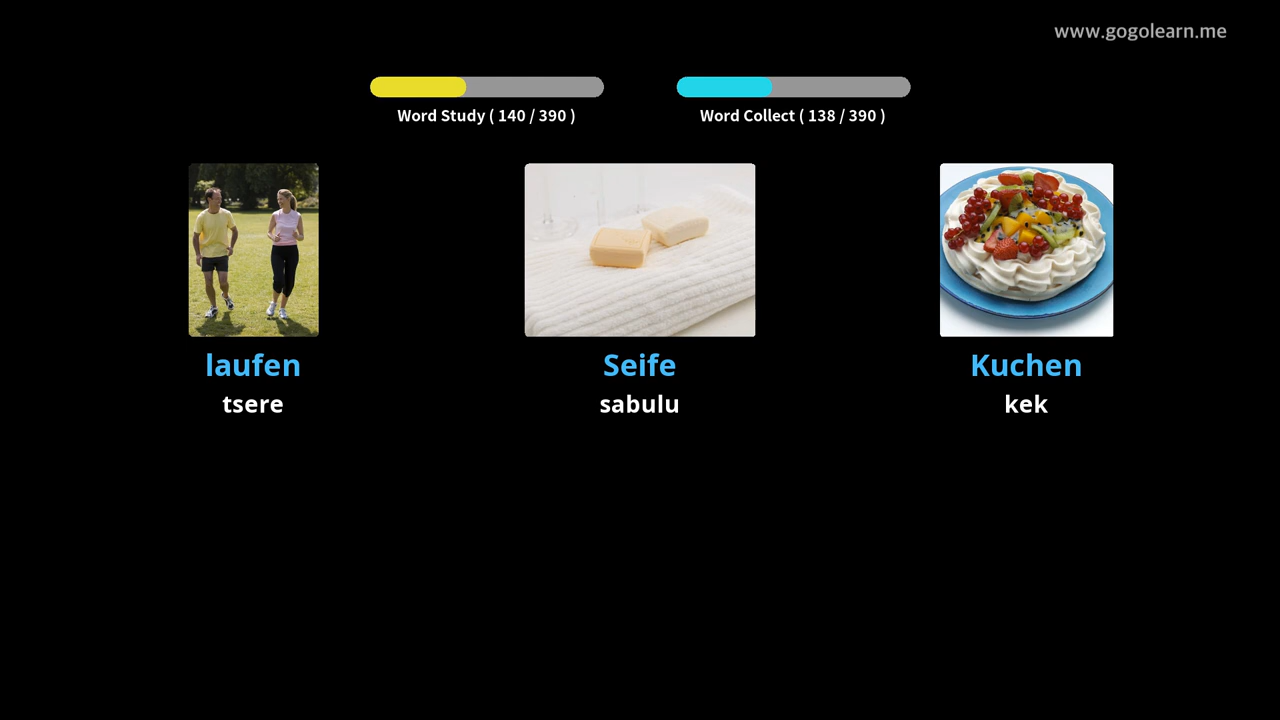 www.gogolearn.me
Word Study ( 140 / 390 )
Word Collect ( 138 / 390 )
laufen
tsere
Seife
sabulu
Kuchen
kek